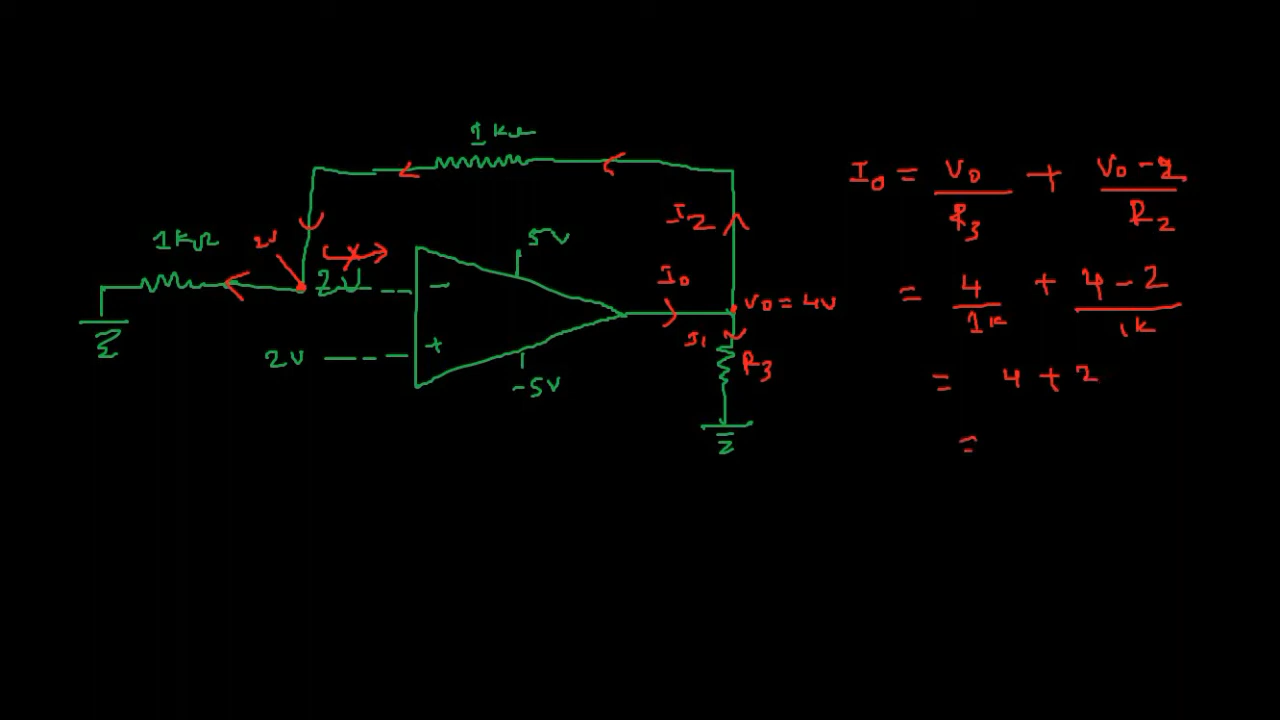 1kΩ
1kΩ
2V
2V
2V
-
+
5V
-5V
I2
I0
V0 = 4V
I1
R3
I0 = V0/R3 + V0-2/R2
= 4/1k + 4-2/1k
= 4 + 2
=